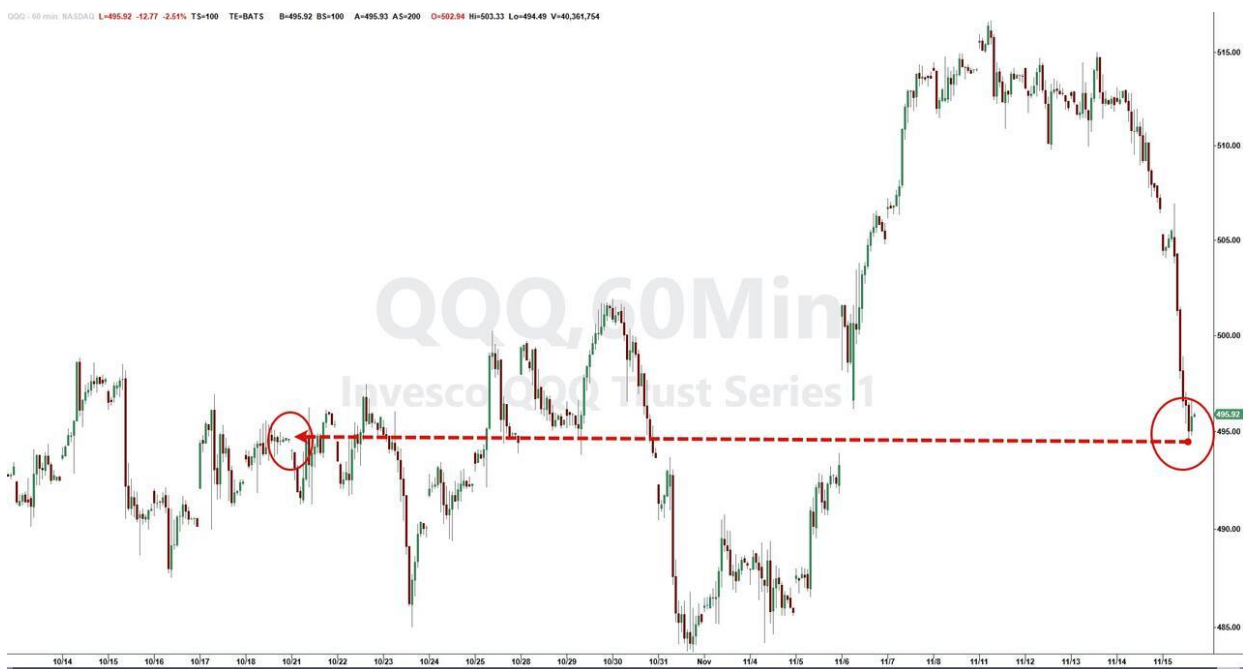 QQQ - 60 min NASDAQ L=495.92 -12.77 -2.51% TS=100 TE=BATS B=495.92 BS=100 A=495.93 AS=200 O=502.94 Hi=503.33 Lo=494.49 V=40,361,754
515.00
510.00
505.00
QQQ,60Min
500.00
Invesco QQQ Trust Series 1
495.92
495.00
490.00
485.00
10/14 10/15 10/16 10/17 10/18 10/21 10/22 10/23 10/24 10/25 10/28 10/29 10/30 10/31 Nov 11/4 11/5 11/6 11/7 11/8 11/11 11/12 11/13 11/14 11/15